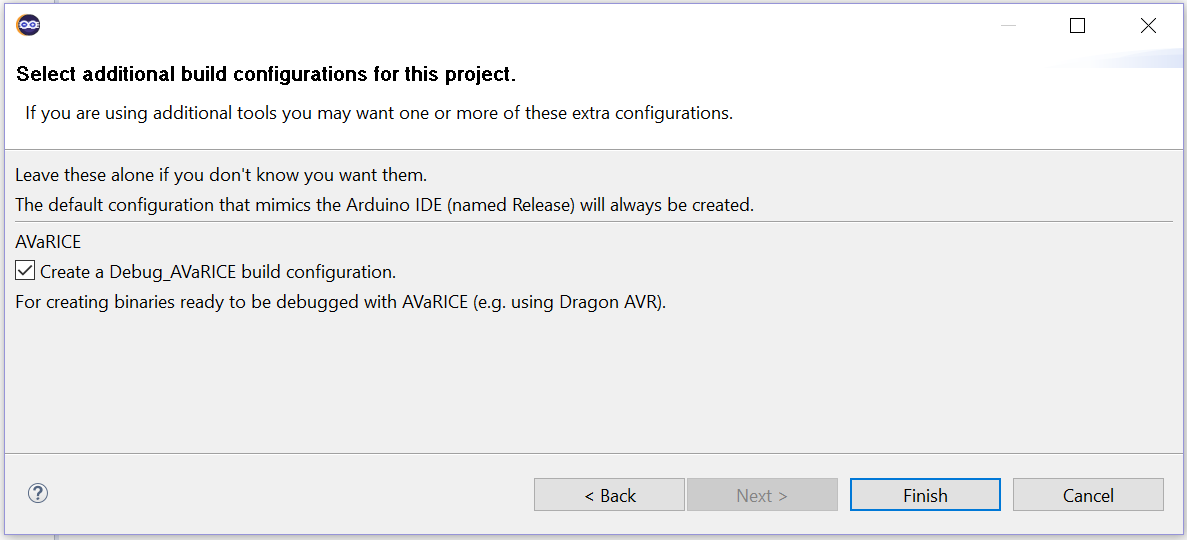 Select additional build configurations for this project.
If you are using additional tools you may want one or more of these extra configurations.
Leave these alone if you don't know you want them.
The default configuration that mimics the Arduino IDE (named Release) will always be created.
AVaRICE
Create a Debug_AVaRICE build configuration.
For creating binaries ready to be debugged with AVaRICE (e.g. using Dragon AVR).
?
< Back
Next >
Finish
Cancel